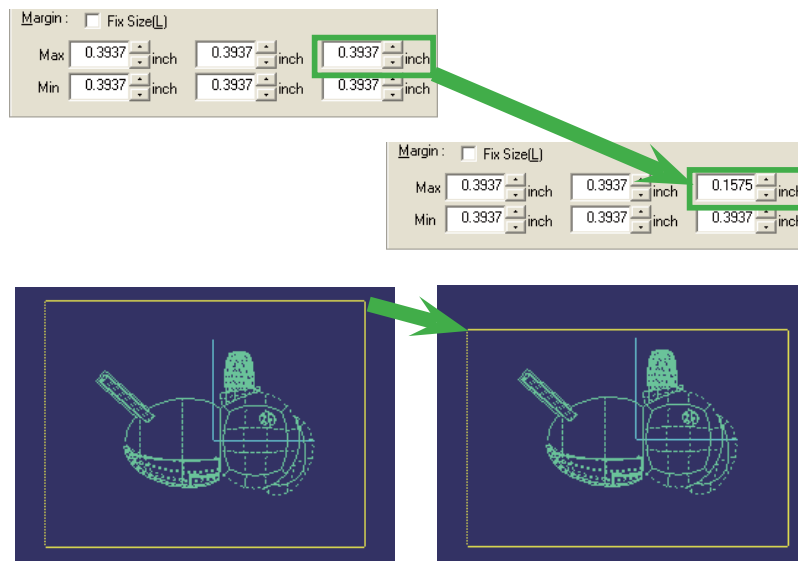 Margin : Fix Size(L)
Max 0.3937 inch 0.3937 inch 0.3937 inch
Min 0.3937 inch 0.3937 inch 0.3937 inch
Margin : Fix Size(L)
Max 0.3937 inch 0.3937 inch 0.1575 inch
Min 0.3937 inch 0.3937 inch 0.3937 inch